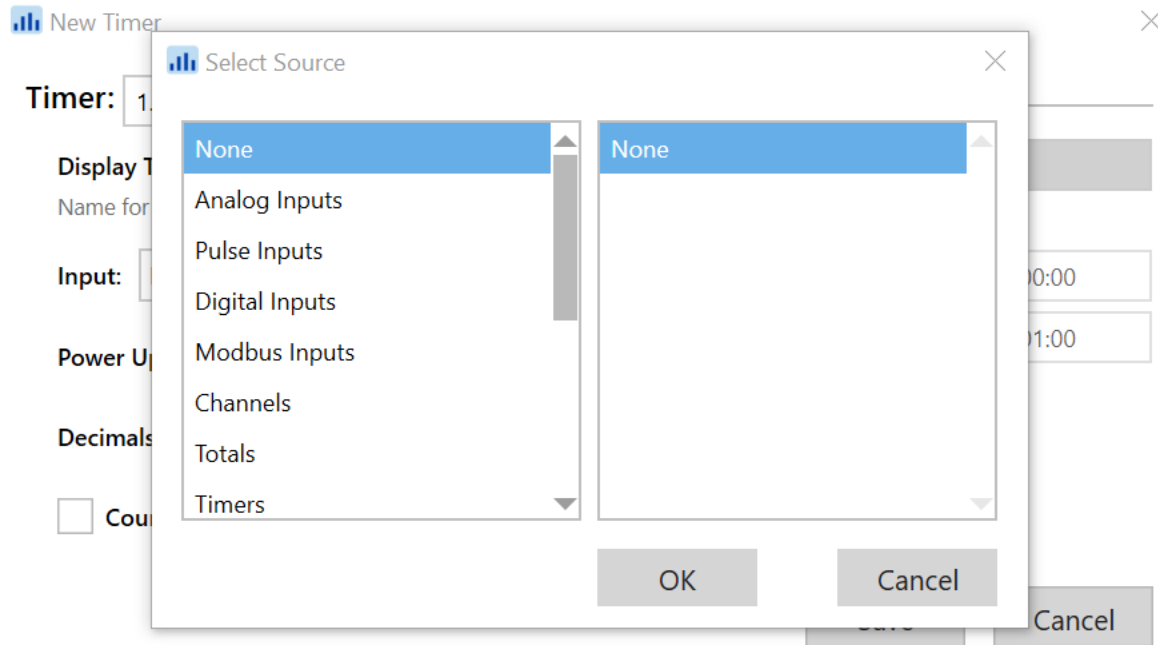 New Timer
Select Source
Timer:
None
None
Analog Inputs
Pulse Inputs
Digital Inputs
Modbus Inputs
Channels
Totals
Timers
Display
Name for
Input:
00:00
01:00
Power
Decimals
OK
Cancel
Cancel